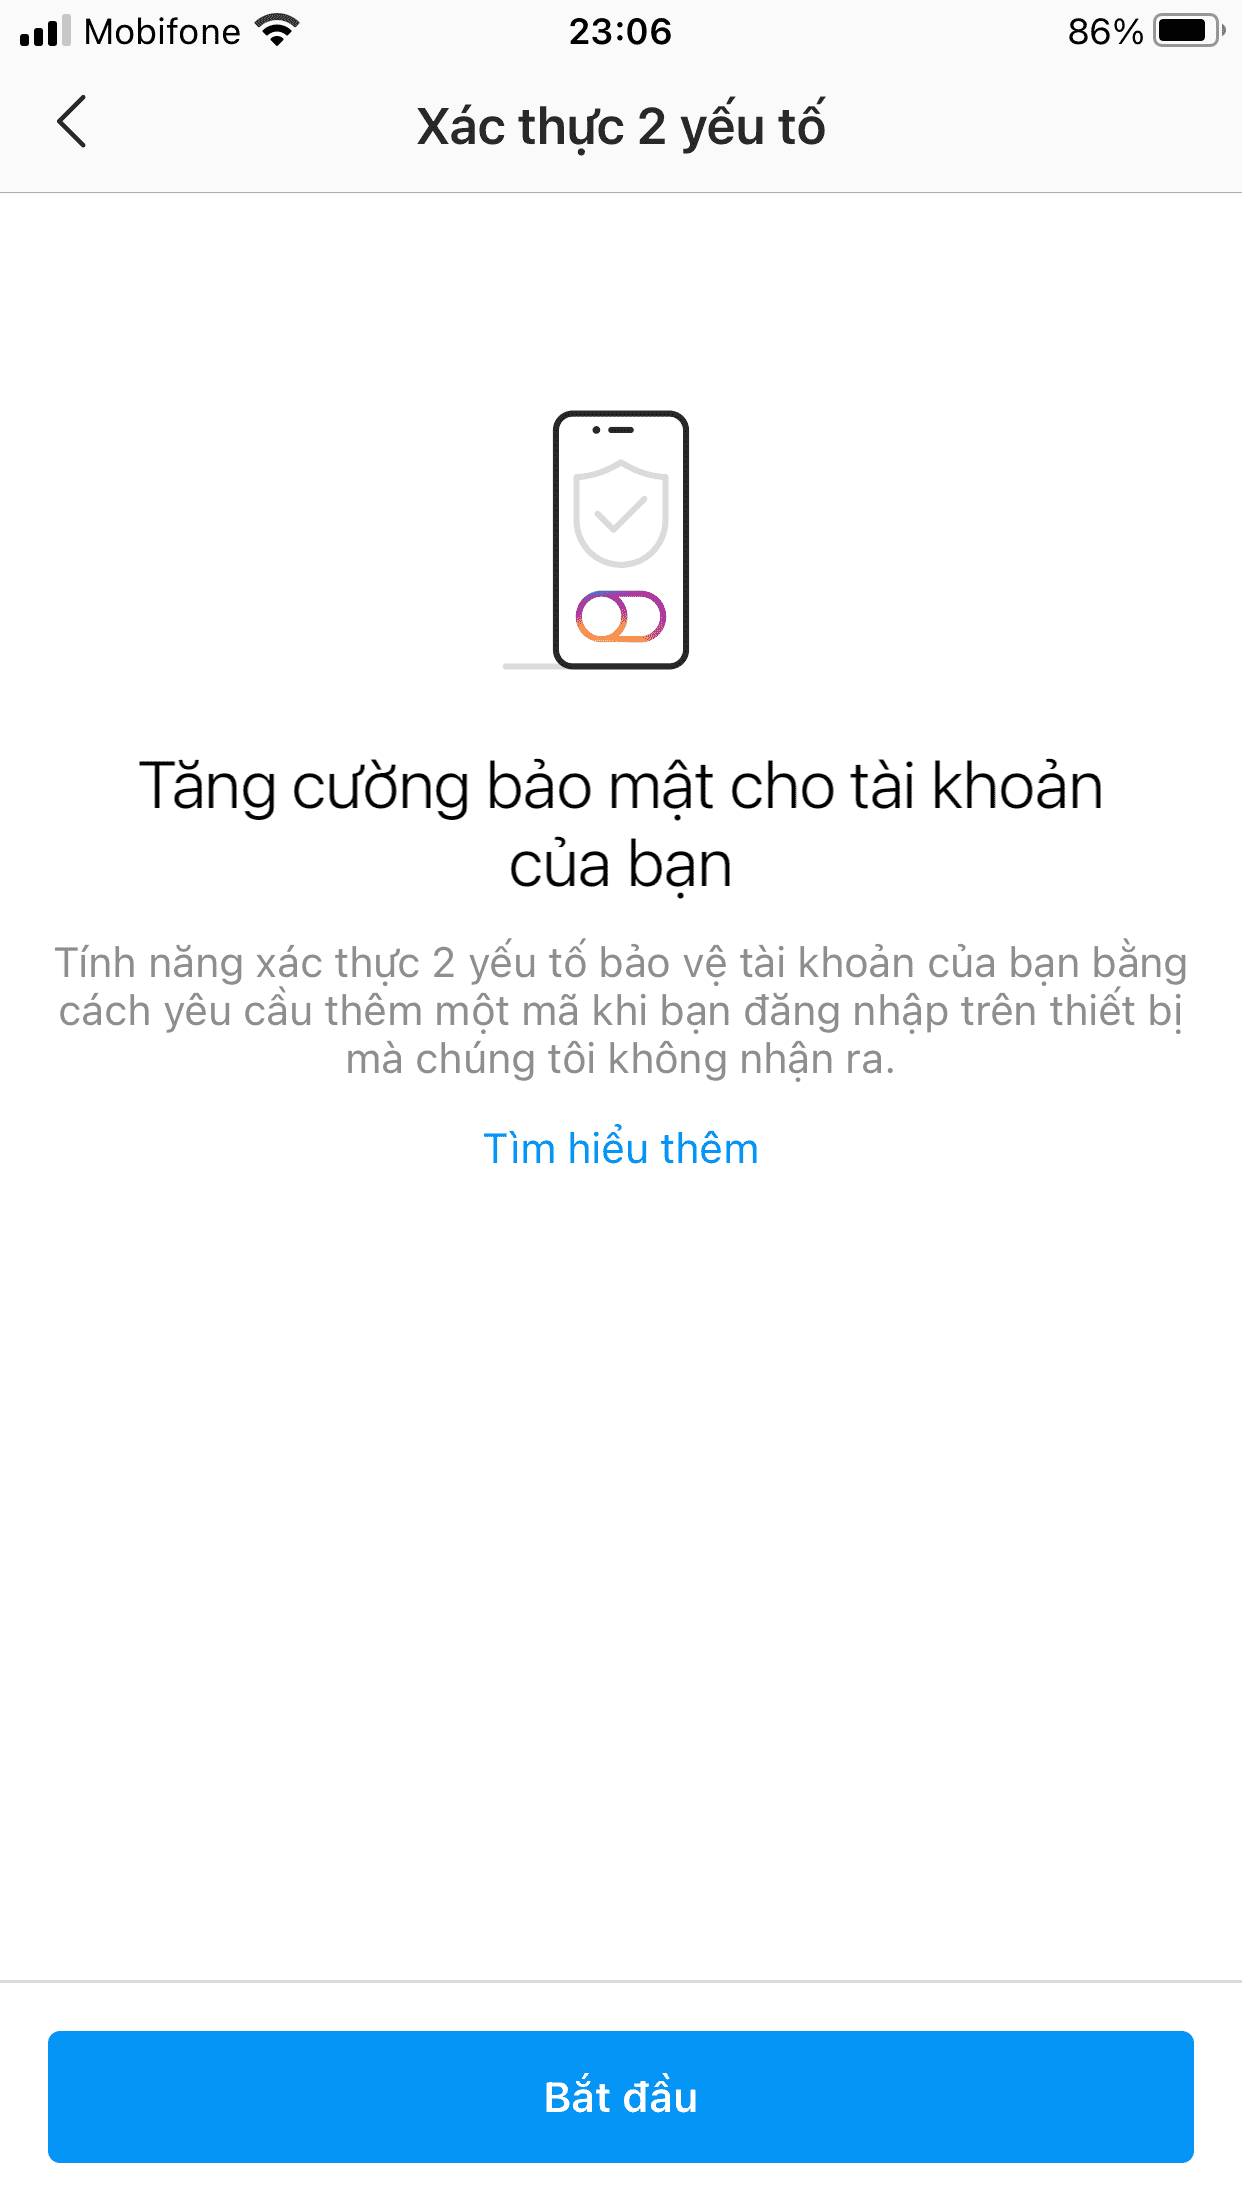 Mobifone
23:06
86%
Xác thực 2 yếu tố
Tăng cường bảo mật cho tài khoản
của bạn
Tính năng xác thực 2 yếu tố bảo vệ tài khoản của bạn bằng
cách yêu cầu thêm một mã khi bạn đăng nhập trên thiết bị
mà chúng tôi không nhận ra.
Tìm hiểu thêm
Bắt đầu